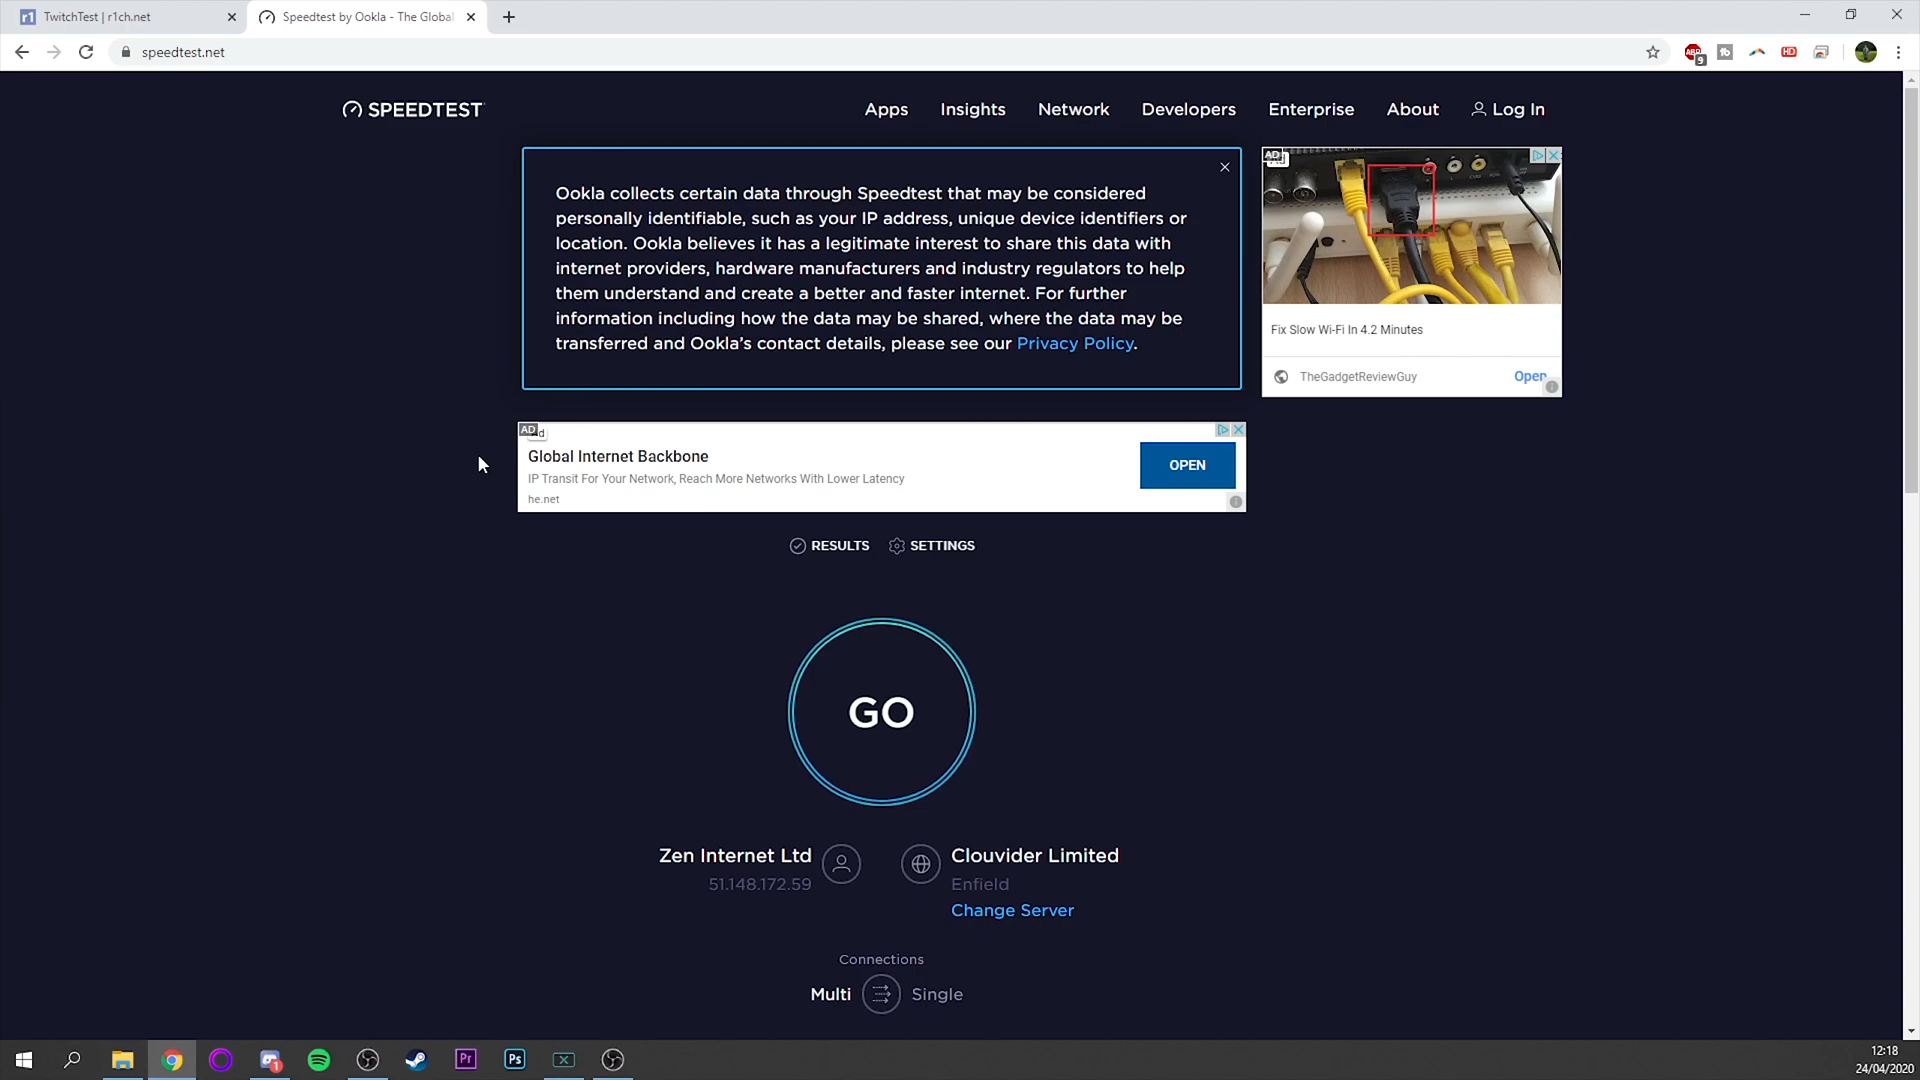 TwitchTest | r1ch.net
Speedtest by Ookla - The Global
speedtest.net
9
SPEEDTEST
Apps
Insights
Network
Developers
Enterprise
About
Log In
Ookla collects certain data through Speedtest that may be considered
personally identifiable, such as your IP address, unique device identifiers or
location. Ookla believes it has a legitimate interest to share this data with
internet providers, hardware manufacturers and industry regulators to help
them understand and create a better and faster internet. For further
information including how the data may be shared, where the data may be
transferred and Ookla’s contact details, please see our Privacy Policy.
AD
Fix Slow Wi-Fi In 4.2 Minutes
TheGadgetReviewGuy
Open
AD
Global Internet Backbone
IP Transit For Your Network, Reach More Networks With Lower Latency
he.net
OPEN
RESULTS
SETTINGS
GO
Zen Internet Ltd
51.148.172.59
Clouvider Limited
Enfield
Change Server
Connections
Multi
Single
1
Pr
Ps
12:18
24/04/2020